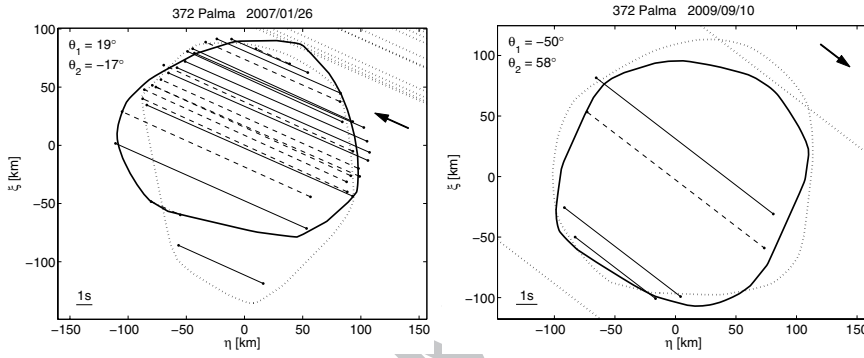 372 Palma 2007/01/26
θ1 = 19°
θ2 = −17°
100
50
0
−50
−100
ξ [km]
1s
−150 −100 −50 0 50 100 150
η [km]
372 Palma 2009/09/10
θ1 = −50°
θ2 = 58°
100
50
0
−50
−100
ξ [km]
1s
−100 −50 0 50 100 150
η [km]